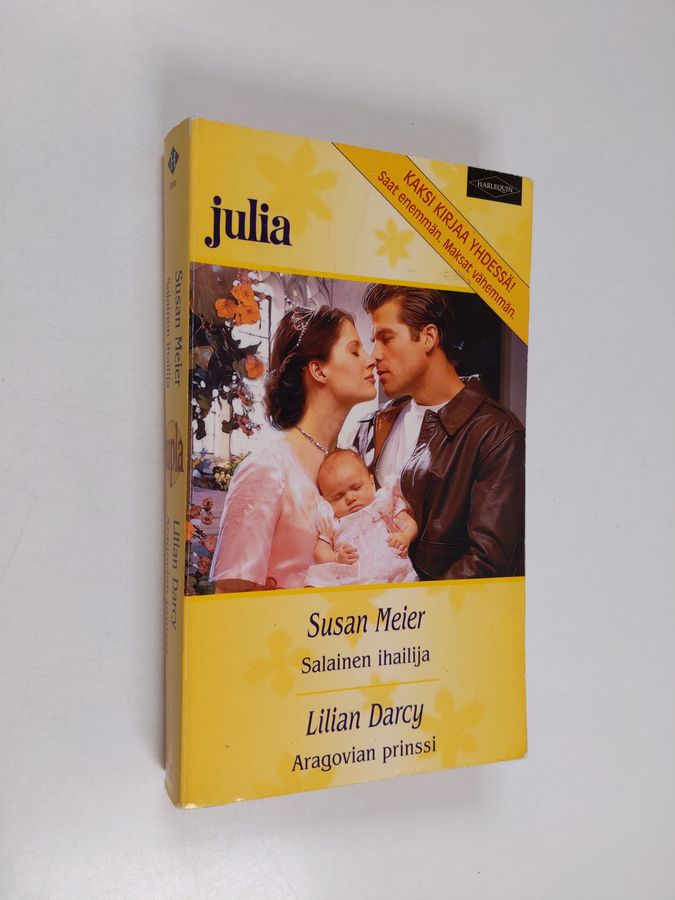 julia
HARLEQUIN
KAKSI KIRJAA YHDESSÄ!
Saat enemmän. Maksat vähemmän.
Susan Meier
Salainen ihailija
Lilian Darcy
Aragovian prinssi
H
Susan Meier
Salainen ihailija
Lilian Darcy